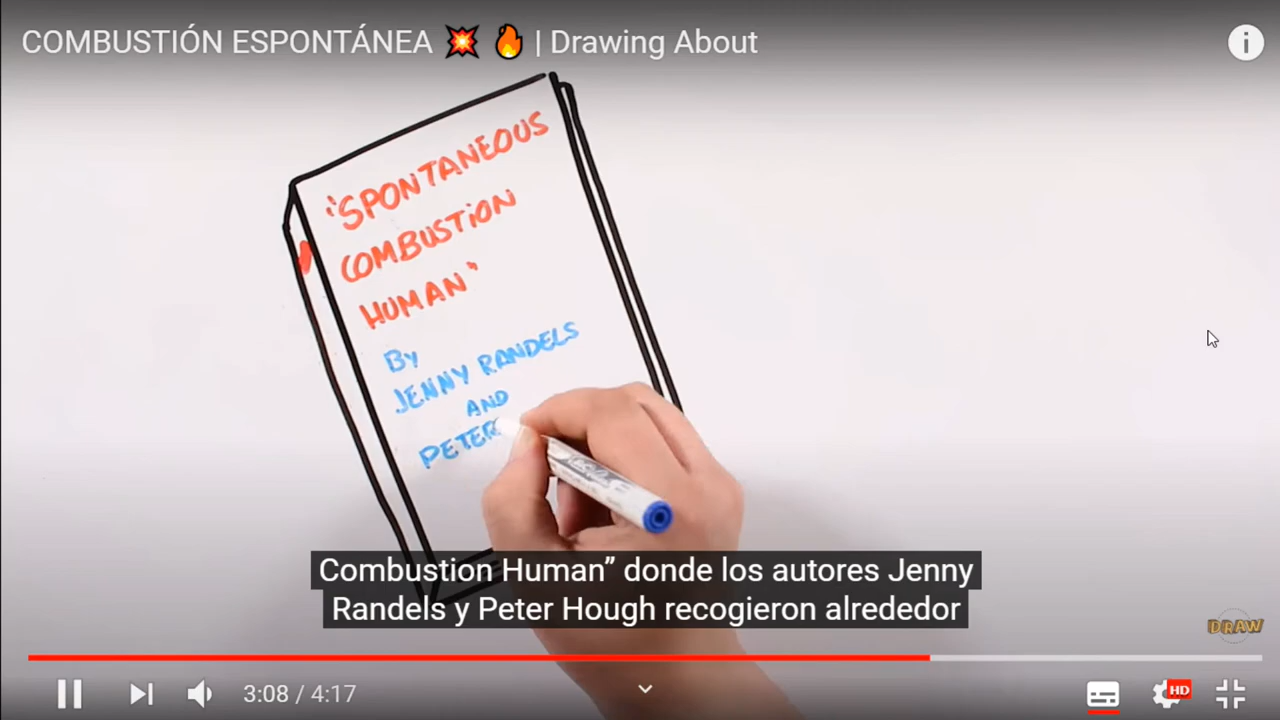 COMBUSTIÓN ESPONTÁNEA 💥 🔥 | Drawing About
"SPONTANEOUS
COMBUSTION
HUMAN"
BY
JENNY RANDELS
AND
PETER
Combustion Human” donde los autores Jenny
Randels y Peter Hough recogieron alrededor
DRAW
3:08 / 4:17
HD